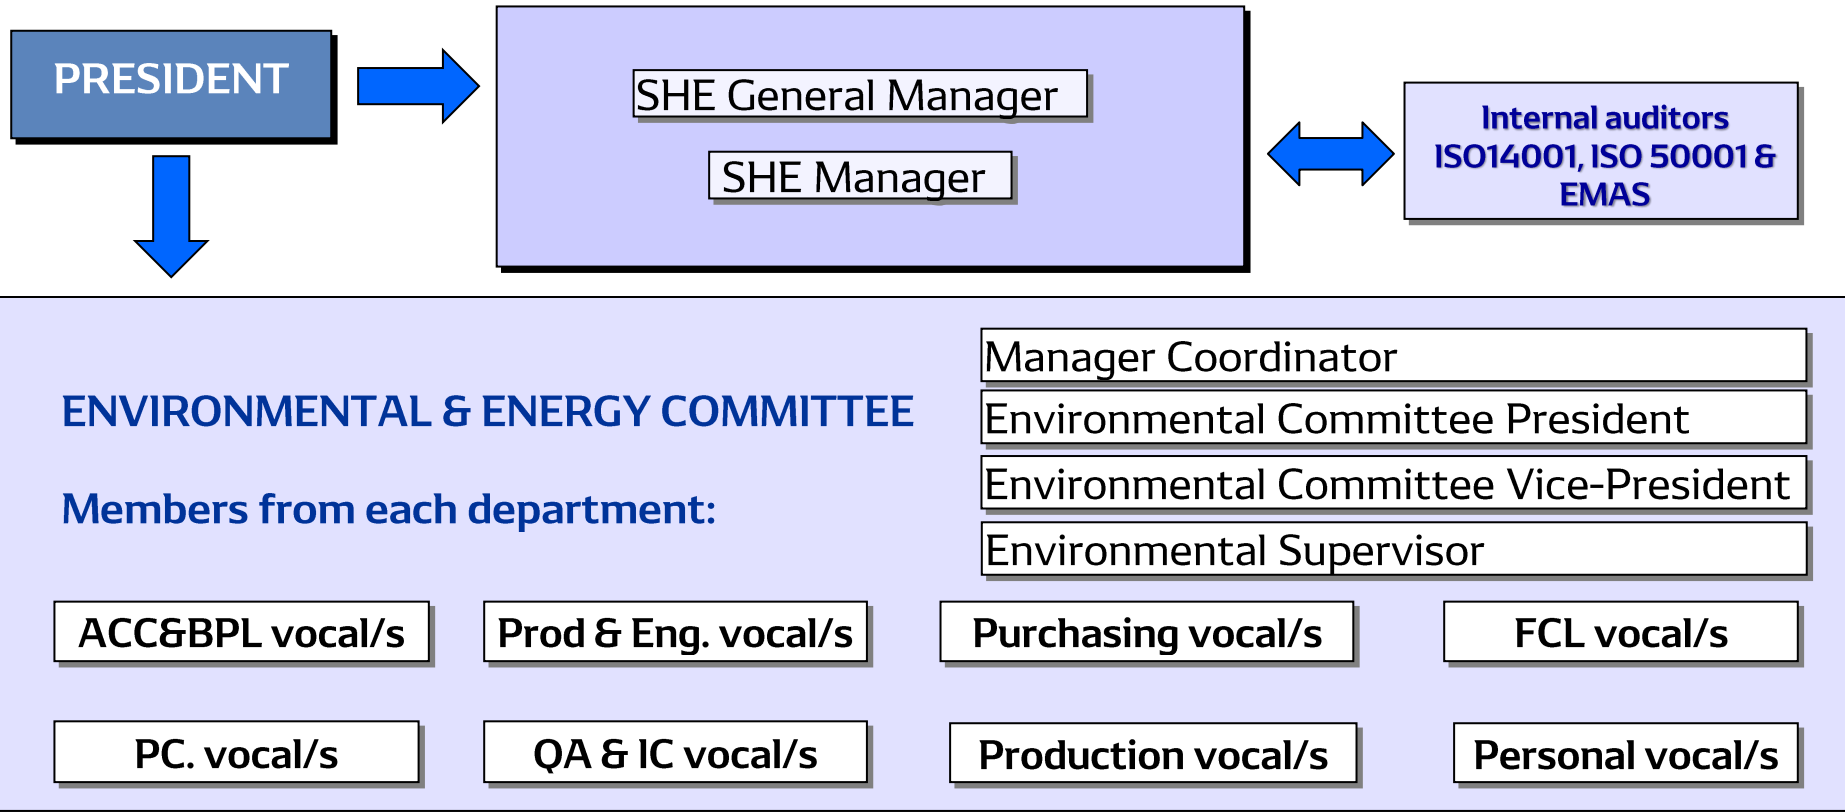 PRESIDENT
SHE General Manager
SHE Manager
Internal auditors
ISO14001, ISO 50001 &
EMAS
ENVIRONMENTAL & ENERGY COMMITTEE
Members from each department:
Manager Coordinator
Environmental Committee President
Environmental Committee Vice-President
Environmental Supervisor
ACC&BPL vocal/s
Prod & Eng. vocal/s
Purchasing vocal/s
FCL vocal/s
PC. vocal/s
QA & IC vocal/s
Production vocal/s
Personal vocal/s